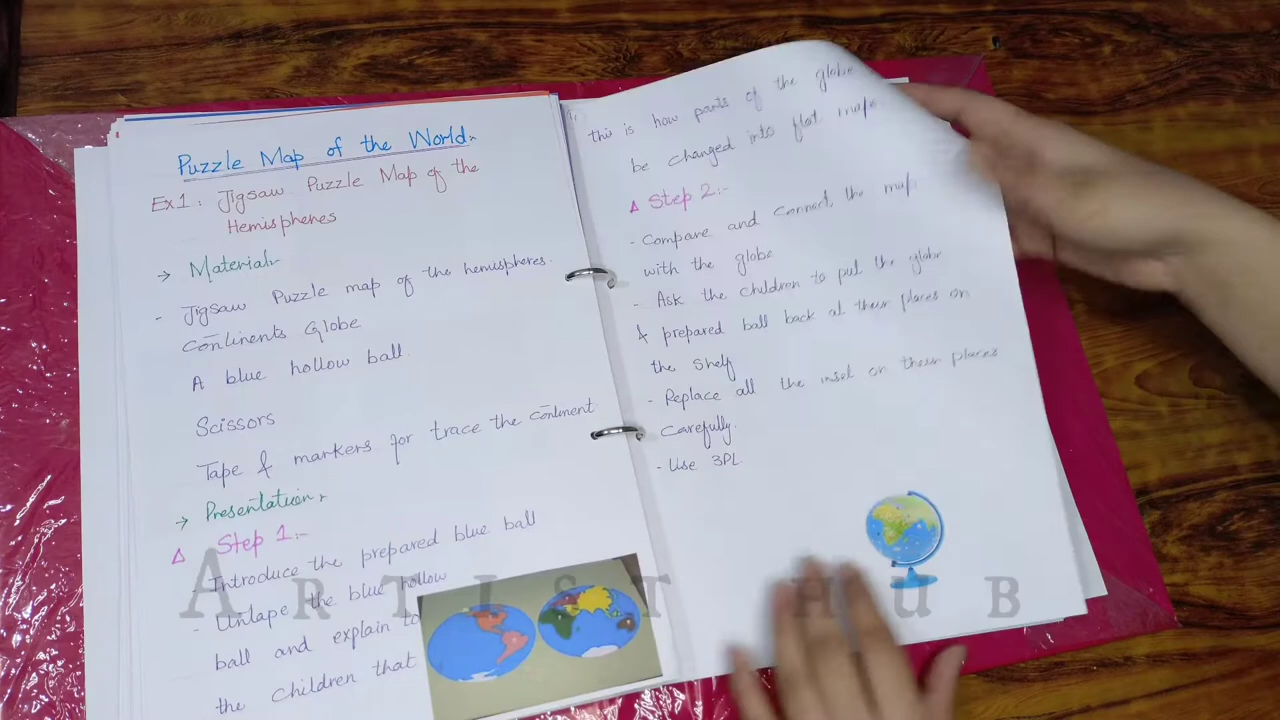 Puzzle Map of the World
Ex1: Jigsaw Puzzle Map of the
Hemispheres
→ Material
- Jigsaw Puzzle map of the hemispheres.
Continents Globe
A blue hollow ball.
Scissors
Tape & markers for trace the continent
→ Presentation
Δ Step 1:-
- Introduce the prepared blue ball
- Untape the blue hollow
ball and explain to
the children that
this is how parts of the globe
be changed into flat maps.
Δ Step 2:-
- Compare and connect the map
with the globe
- Ask the children to put the globe
& prepared ball back at their places on
the shelf
- Replace all the inset on their places
Carefully.
- Use 3PL.
ARTIST HUB